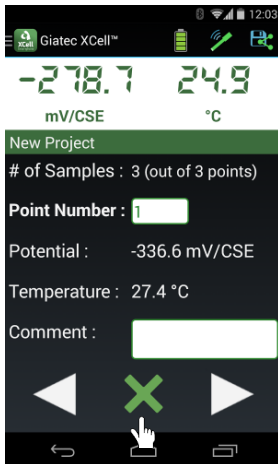 12:03
XCell
Giatec XCell™
-278.7 24.9
mV/CSE °C
New Project
# of Samples : 3 (out of 3 points)
Point Number : 1
Potential : -336.6 mV/CSE
Temperature : 27.4 °C
Comment :